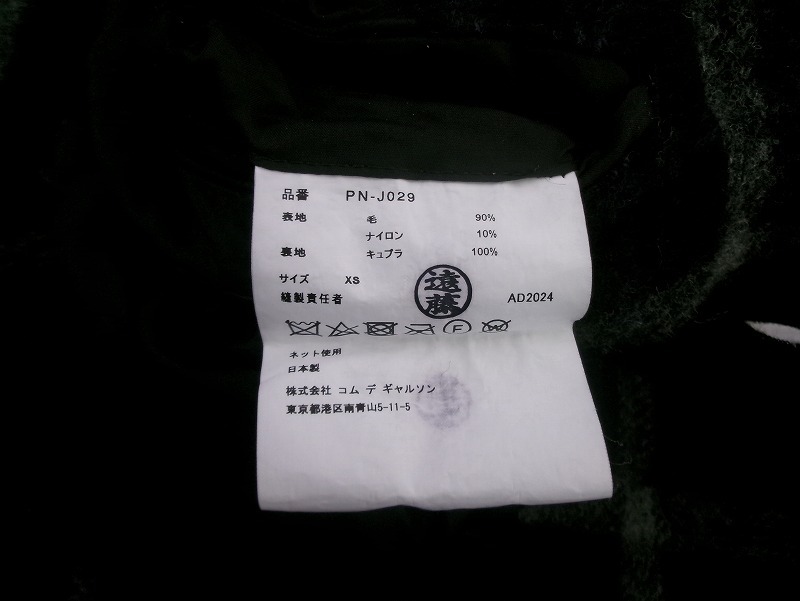 品番 PN-J029
表地 毛 90%
ナイロン 10%
裏地 キュプラ 100%
サイズ XS
縫製責任者 遠藤 AD2024
F W
ネット使用
日本製
株式会社 コム デ ギャルソン
東京都港区南青山5-11-5